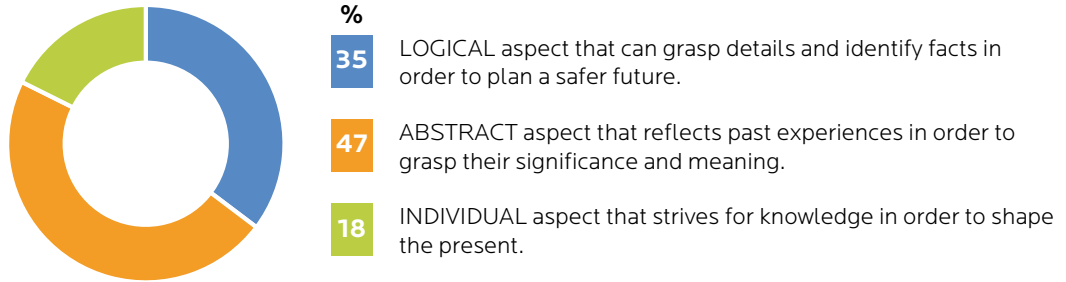 %
35
LOGICAL aspect that can grasp details and identify facts in
order to plan a safer future.
47
ABSTRACT aspect that reflects past experiences in order to
grasp their significance and meaning.
18
INDIVIDUAL aspect that strives for knowledge in order to shape
the present.